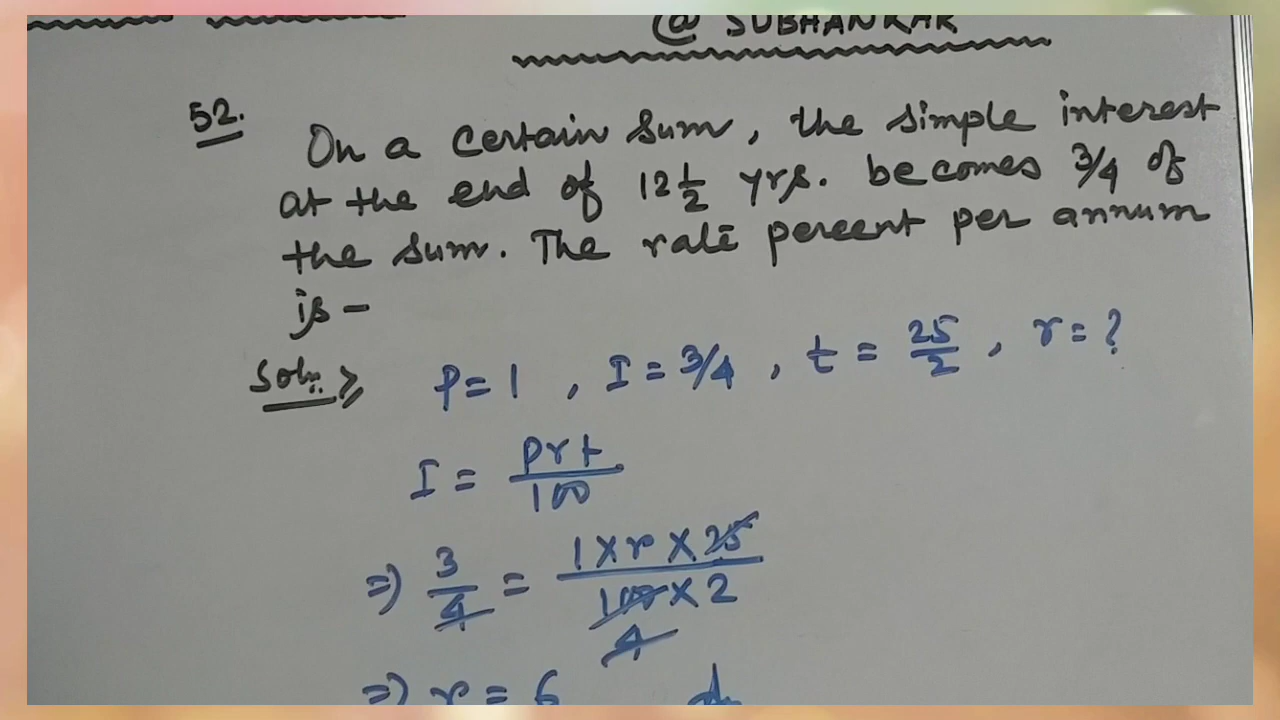 @ SUBHANKAR
52.
On a certain sum, the simple interest
at the end of 12 1/2 yrs. becomes 3/4 of
the sum. The rate percent per annum
is -
Soln. >
P = 1 , I = 3/4 , t = 25/2 , r = ?
I = prt/100
=> 3/4 = 1 × r × 25/100 × 2
4
=> r = 6